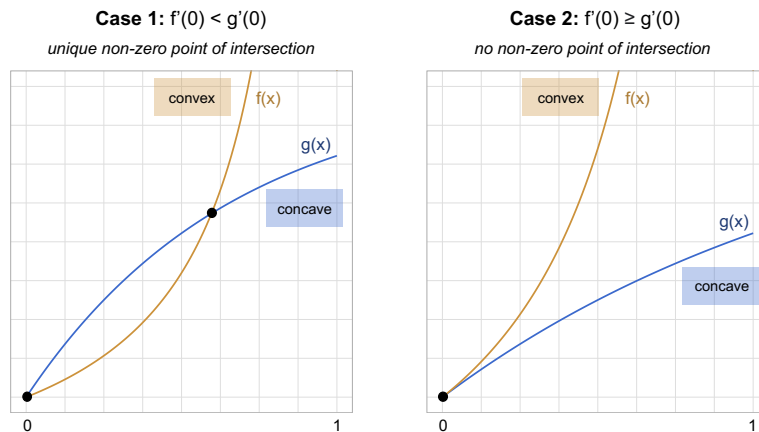 Case 1: f'(0) < g'(0)
unique non-zero point of intersection
convex
f(x)
g(x)
concave
0
1
Case 2: f'(0) ≥ g'(0)
no non-zero point of intersection
convex
f(x)
g(x)
concave
0
1